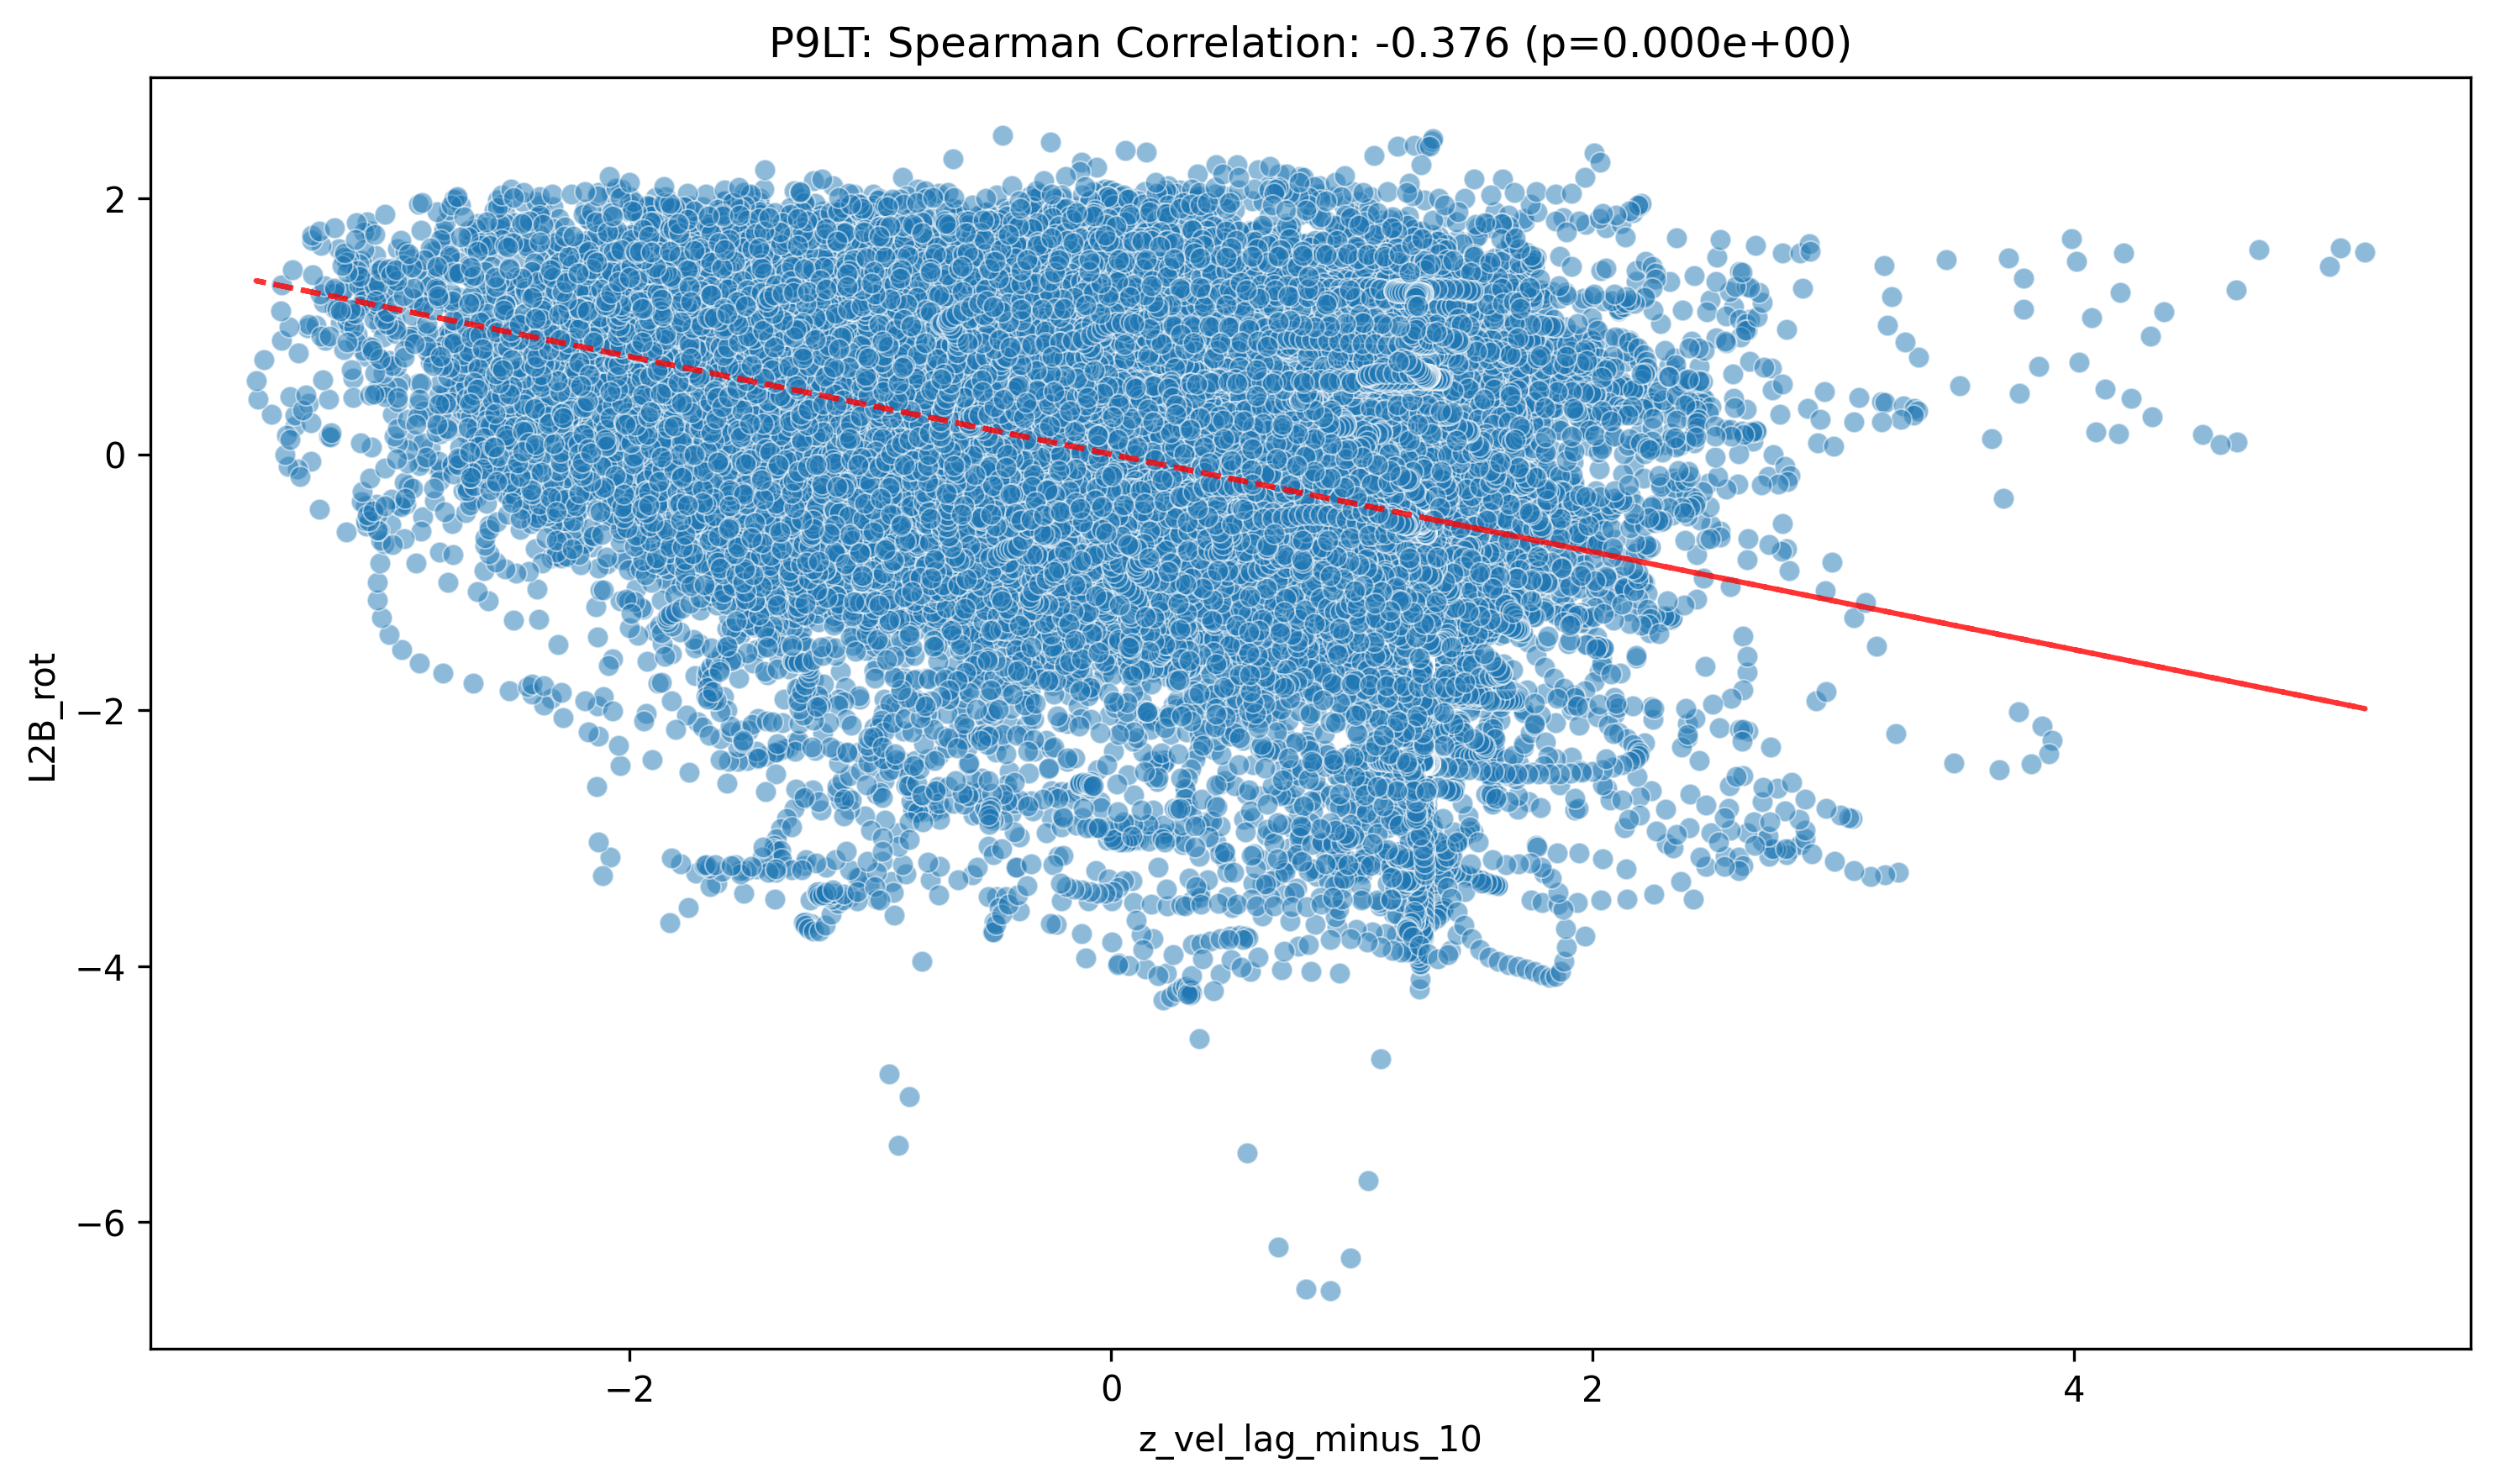 P9LT: Spearman Correlation: -0.376 (p=0.000e+00)
2
0
−2
−4
−6
L2B_rot
−2 0 2 4
z_vel_lag_minus_10